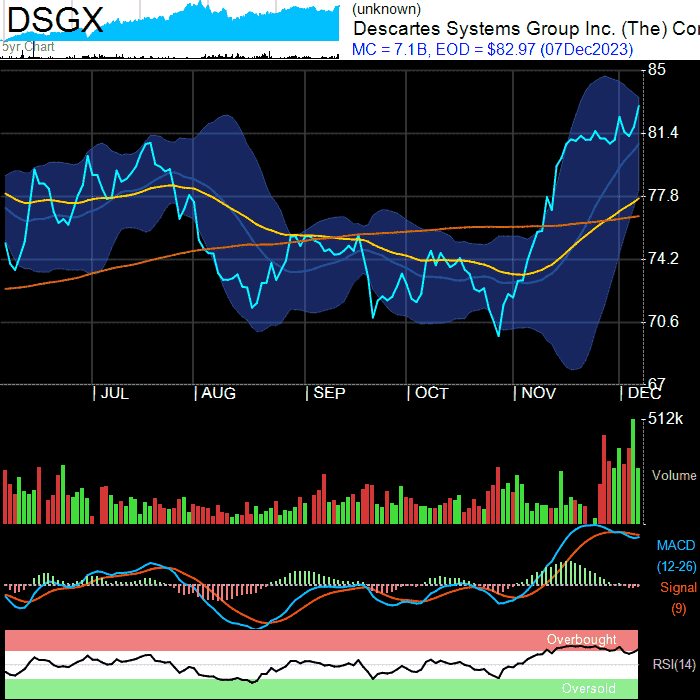 DSGX
5yr Chart
(unknown)
Descartes Systems Group Inc. (The) Cor
MC = 7.1B, EOD = $82.97 (07Dec2023)
85
81.4
77.8
74.2
70.6
67
JUL AUG SEP OCT NOV DEC
512k
Volume
MACD
(12-26)
Signal
(9)
Overbought
RSI(14)
Oversold